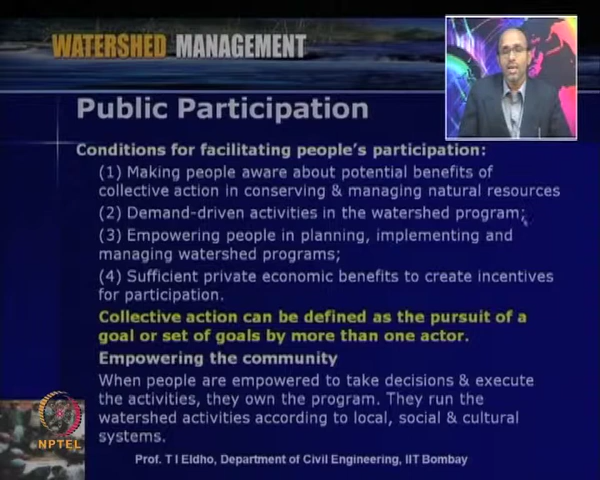 WATERSHED MANAGEMENT
Public Participation
Conditions for facilitating people's participation:
(1) Making people aware about potential benefits of
collective action in conserving & managing natural resources
(2) Demand-driven activities in the watershed program;
(3) Empowering people in planning, implementing and
managing watershed programs;
(4) Sufficient private economic benefits to create incentives
for participation.
Collective action can be defined as the pursuit of a
goal or set of goals by more than one actor.
Empowering the community
When people are empowered to take decisions & execute
the activities, they own the program. They run the
watershed activities according to local, social & cultural
systems.
NPTEL
Prof. T I Eldho, Department of Civil Engineering, IIT Bombay